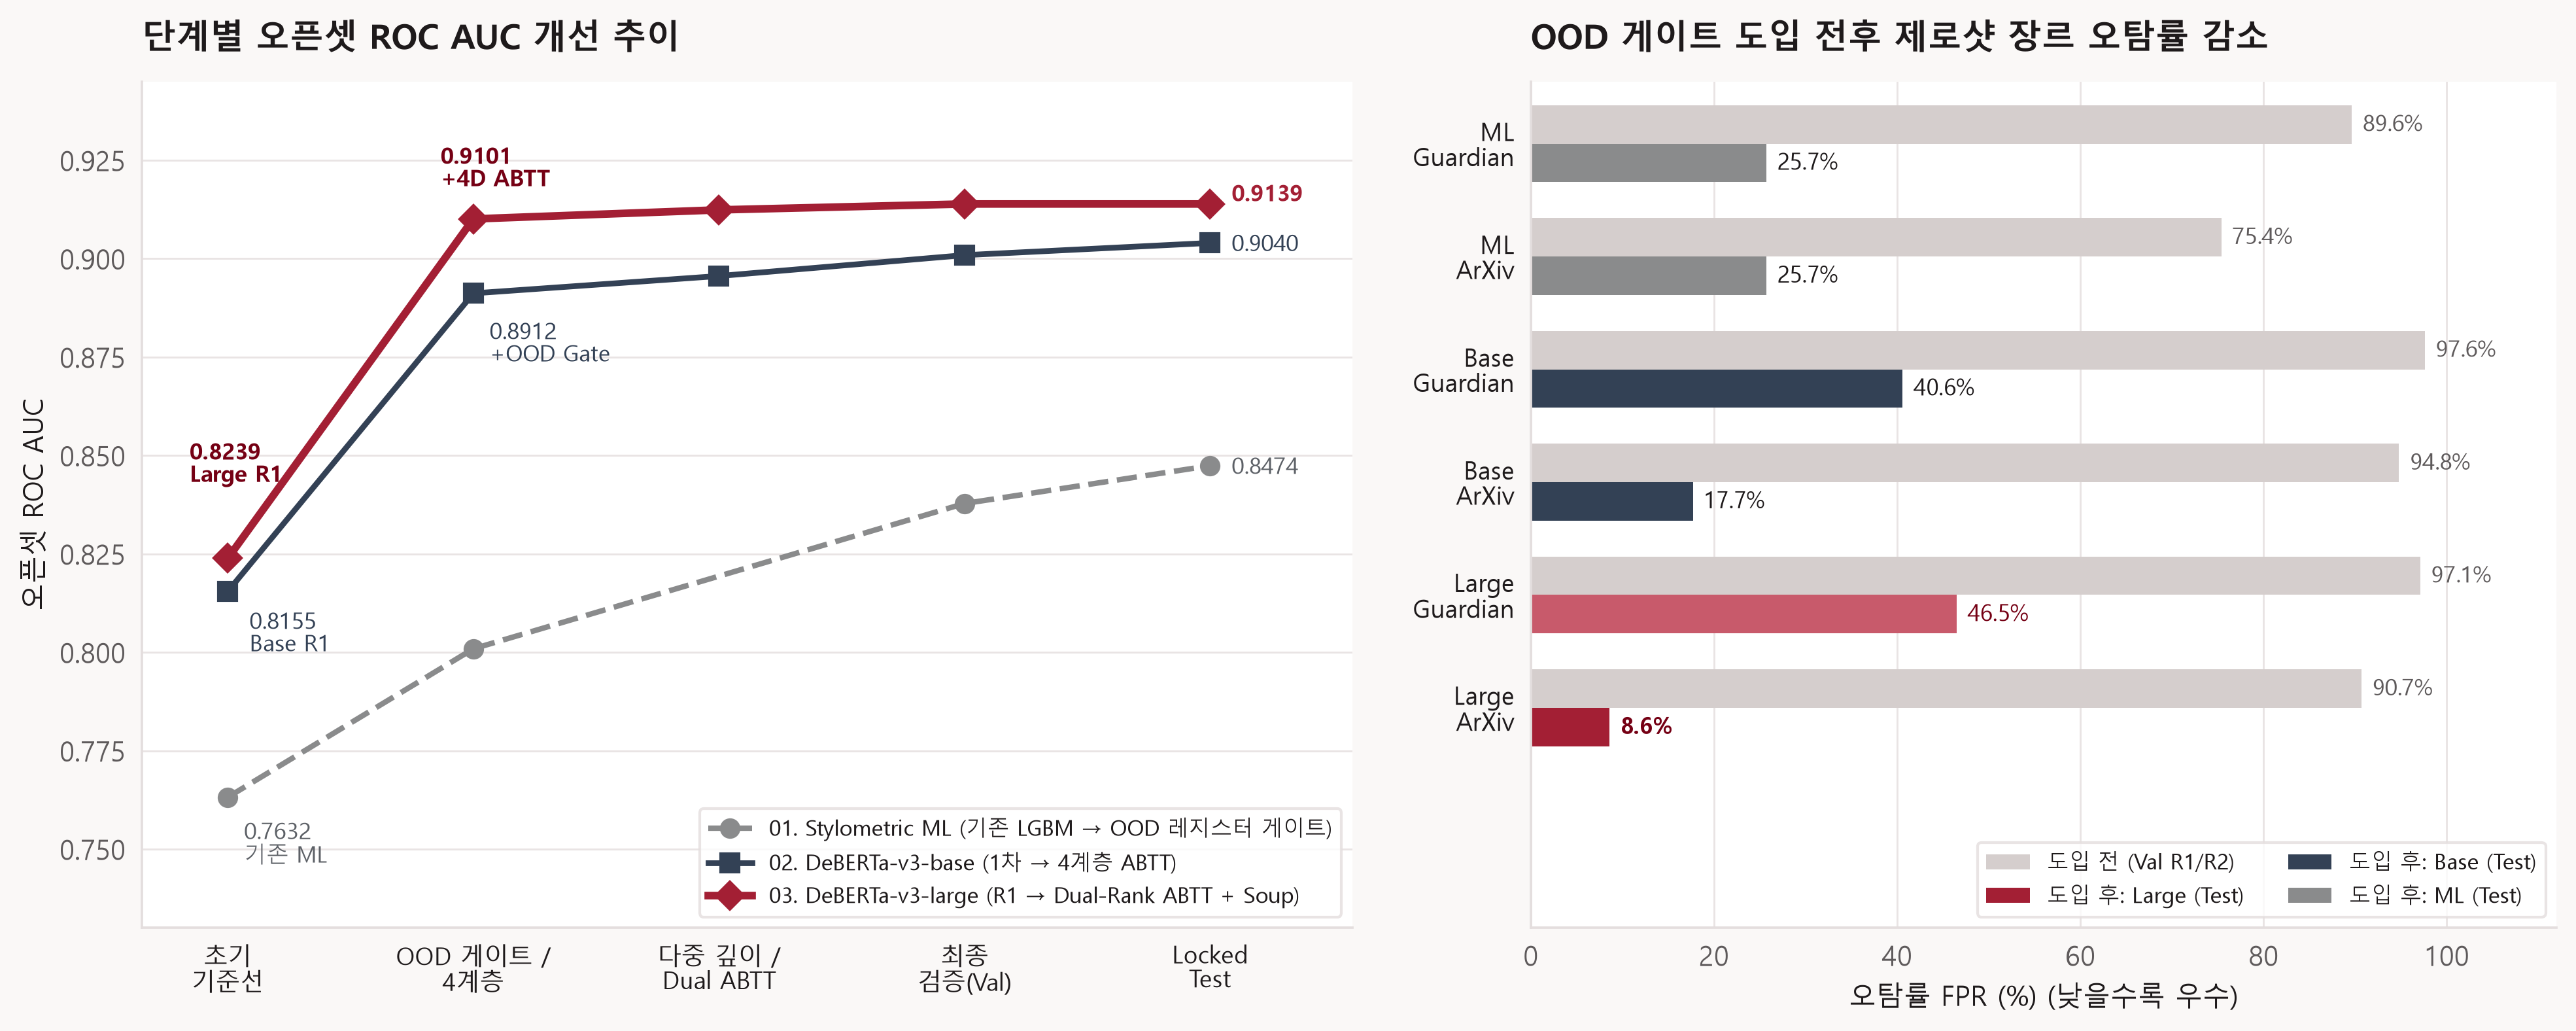 단계별 오픈셋 ROC AUC 개선 추이
오픈셋 ROC AUC
0.925
0.900
0.875
0.850
0.825
0.800
0.775
0.750
0.9101
+4D ABTT
0.9139
0.9040
0.8912
+OOD Gate
0.8239
Large R1
0.8474
0.8155
Base R1
0.7632
기존 ML
01. Stylometric ML (기존 LGBM → OOD 레지스터 게이트)
02. DeBERTa-v3-base (1차 → 4계층 ABTT)
03. DeBERTa-v3-large (R1 → Dual-Rank ABTT + Soup)
초기
기준선
OOD 게이트 /
4계층
다중 깊이 /
Dual ABTT
최종
검증(Val)
Locked
Test
OOD 게이트 도입 전후 제로샷 장르 오탐률 감소
ML
Guardian
89.6%
25.7%
ML
ArXiv
75.4%
25.7%
Base
Guardian
97.6%
40.6%
Base
ArXiv
94.8%
17.7%
Large
Guardian
97.1%
46.5%
Large
ArXiv
90.7%
8.6%
도입 전 (Val R1/R2)
도입 후: Large (Test)
도입 후: Base (Test)
도입 후: ML (Test)
0
20
40
60
80
100
오탐률 FPR (%) (낮을수록 우수)